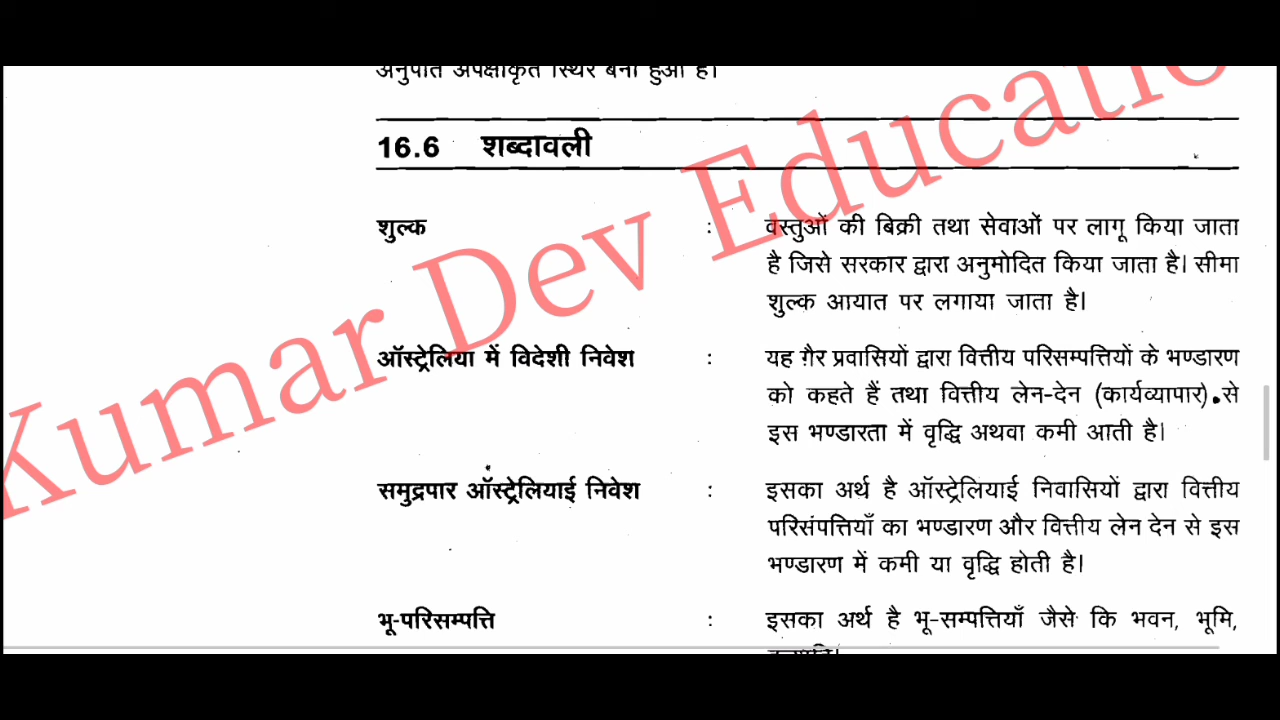 अनुपात अपेक्षाकृत स्थिर बना हुआ है।
16.6 शब्दावली
शुल्क : वस्तुओं की बिक्री तथा सेवाओं पर लागू किया जाता
है जिसे सरकार द्वारा अनुमोदित किया जाता है। सीमा
शुल्क आयात पर लगाया जाता है।
ऑस्ट्रेलिया में विदेशी निवेश : यह ग़ैर प्रवासियों द्वारा वित्तीय परिसम्पत्तियों के भण्डारण
को कहते हैं तथा वित्तीय लेन-देन (कार्यव्यापार) से
इस भण्डारता में वृद्धि अथवा कमी आती है।
समुद्रपार ऑस्ट्रेलियाई निवेश : इसका अर्थ है ऑस्ट्रेलियाई निवासियों द्वारा वित्तीय
परिसंपत्तियाँ का भण्डारण और वित्तीय लेन देन से इस
भण्डारण में कमी या वृद्धि होती है।
भू-परिसम्पत्ति : इसका अर्थ है भू-सम्पत्तियाँ जैसे कि भवन, भूमि,
Kumar Dev Educatio